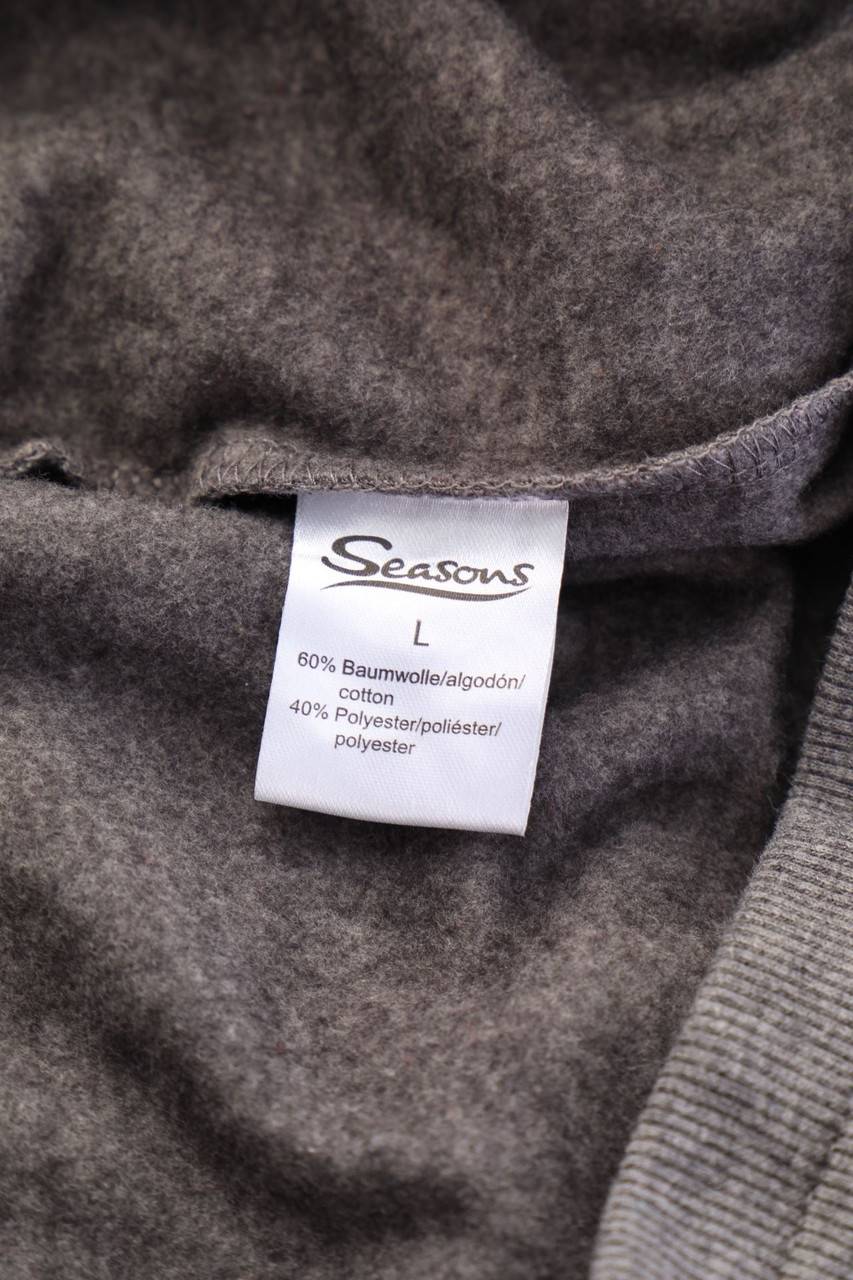 Seasons
L
60% Baumwolle/algodón/
cotton
40% Polyester/poliéster/
polyester